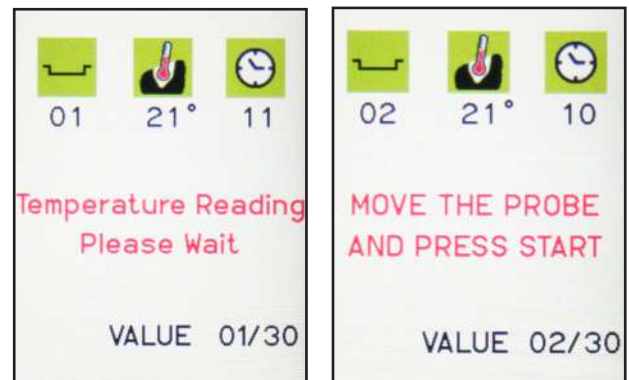 01 21° 11
Temperature Reading
Please Wait
VALUE 01/30
02 21° 10
MOVE THE PROBE
AND PRESS START
VALUE 02/30